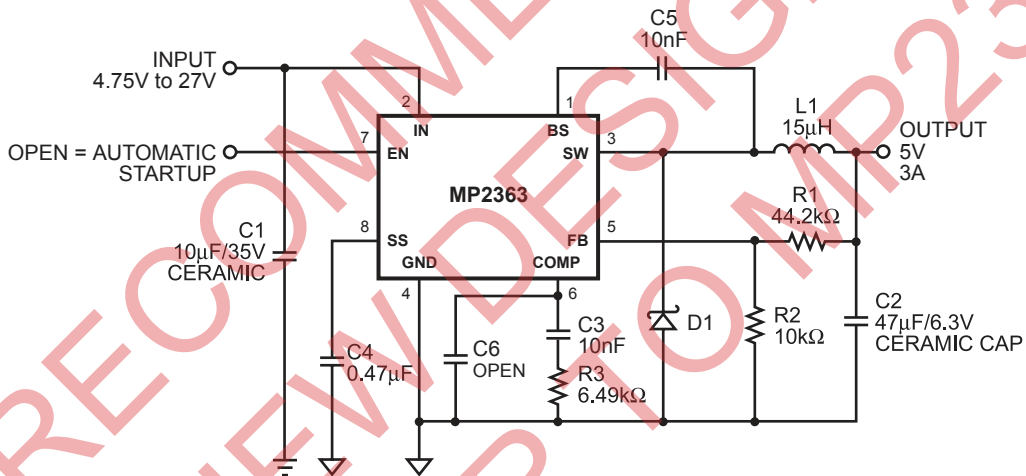 C5
10nF
INPUT
4.75V to 27V
2
IN
1
BS
L1
15µH
OUTPUT
5V
3A
7
EN
3
SW
OPEN = AUTOMATIC
STARTUP
MP2363
R1
44.2kΩ
8
SS
5
FB
C1
10µF/35V
CERAMIC
GND
COMP
4
6
C3
10nF
D1
R2
10kΩ
C2
47µF/6.3V
CERAMIC CAP
C4
0.47µF
C6
OPEN
R3
6.49kΩ